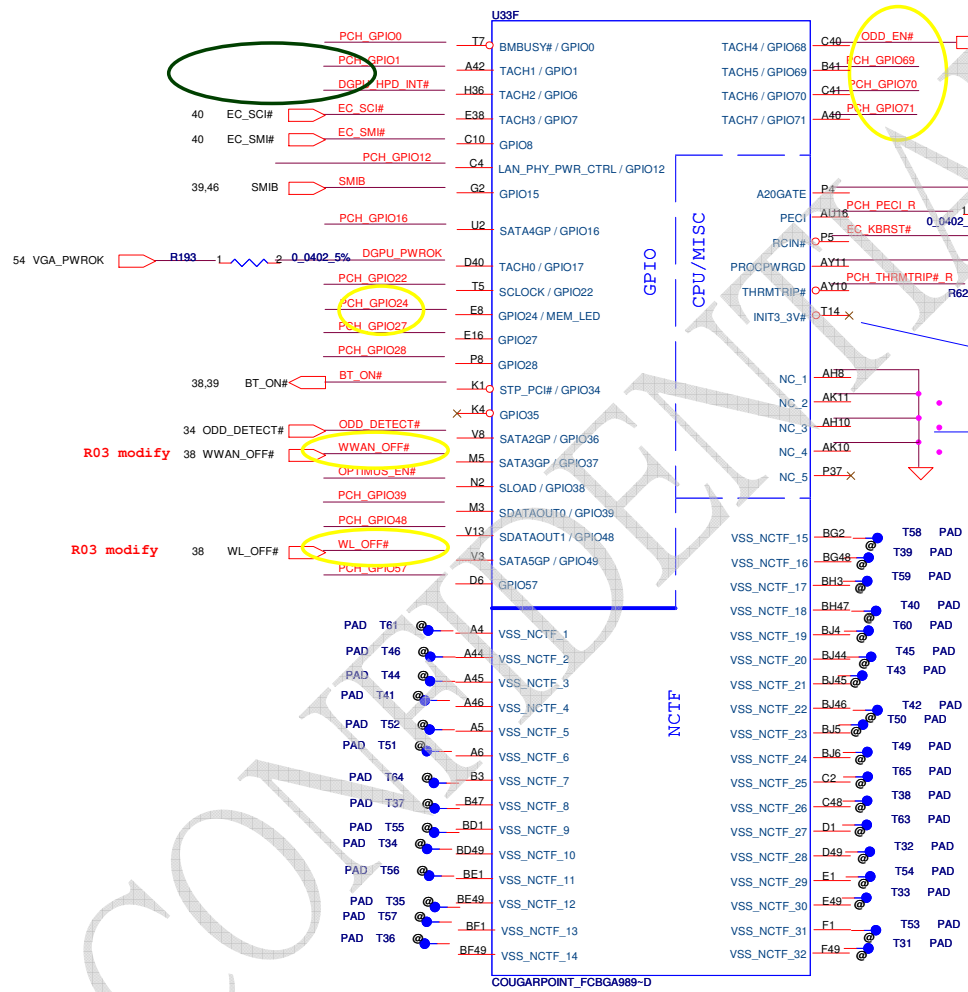 U33F
PCH_GPIO0 T7 BMBUSY# / GPIO0 TACH4 / GPIO68 C40 ODD_EN#
PCH_GPIO1 A42 TACH1 / GPIO1 TACH5 / GPIO69 B41 PCH_GPIO69
DGPU_HPD_INT# H36 TACH2 / GPIO6 TACH6 / GPIO70 C41 PCH_GPIO70
40 EC_SCI# EC_SCI# E38 TACH3 / GPIO7 TACH7 / GPIO71 A40 PCH_GPIO71
40 EC_SMI# EC_SMI# C10 GPIO8
PCH_GPIO12 C4 LAN_PHY_PWR_CTRL / GPIO12
39,46 SMIB SMIB G2 GPIO15 A20GATE P4
PCH_GPIO16 U2 SATA4GP / GPIO16 PECI AU16 PCH_PECI_R 1 0_0402_
RCIN# P5 EC_KBRST#
54 VGA_PWROK R193 1 2 0_0402_5% DGPU_PWROK D40 TACH0 / GPIO17 PROCPWRGD AY11
PCH_GPIO22 T5 SCLOCK / GPIO22 THRMTRIP# AY10 PCH_THRMTRIP#_R R62
PCH_GPIO24 E8 GPIO24 / MEM_LED INIT3_3V# T14
PCH_GPIO27 E16 GPIO27
PCH_GPIO28 P8 GPIO28
GPIO
CPU/MISC
38,39 BT_ON# BT_ON# K1 STP_PCI# / GPIO34 NC_1 AH8
K4 GPIO35 NC_2 AK11
34 ODD_DETECT# ODD_DETECT# V8 SATA2GP / GPIO36 NC_3 AH10
R03 modify 38 WWAN_OFF# WWAN_OFF# M5 SATA3GP / GPIO37 NC_4 AK10
OPTIMUS_EN# N2 SLOAD / GPIO38 NC_5 P37
PCH_GPIO39 M3 SDATAOUT0 / GPIO39
PCH_GPIO48 V13 SDATAOUT1 / GPIO48 VSS_NCTF_15 BG2 @ T58 PAD
R03 modify 38 WL_OFF# WL_OFF# V3 SATA5GP / GPIO49 VSS_NCTF_16 BG48 @ T39 PAD
PCH_GPIO57 D6 GPIO57 VSS_NCTF_17 BH3 @ T59 PAD
VSS_NCTF_18 BH47 @ T40 PAD
PAD T61 @ A4 VSS_NCTF_1 VSS_NCTF_19 BJ4 @ T60 PAD
PAD T46 @ A44 VSS_NCTF_2 VSS_NCTF_20 BJ44 @ T45 PAD
PAD T44 @ A45 VSS_NCTF_3 VSS_NCTF_21 BJ45 @ T43 PAD
PAD T41 @ A46 VSS_NCTF_4 VSS_NCTF_22 BJ46 @ T42 PAD
PAD T52 @ A5 VSS_NCTF_5 VSS_NCTF_23 BJ5 @ T50 PAD
PAD T51 @ A6 VSS_NCTF_6 VSS_NCTF_24 BJ6 @ T49 PAD
PAD T64 @ B3 VSS_NCTF_7 VSS_NCTF_25 C2 @ T65 PAD
PAD T37 @ B47 VSS_NCTF_8 VSS_NCTF_26 C48 @ T38 PAD
PAD T55 @ BD1 VSS_NCTF_9 VSS_NCTF_27 D1 @ T63 PAD
PAD T34 @ BD49 VSS_NCTF_10 VSS_NCTF_28 D49 @ T32 PAD
PAD T56 @ BE1 VSS_NCTF_11 VSS_NCTF_29 E1 @ T54 PAD
PAD T35 @ BE49 VSS_NCTF_12 VSS_NCTF_30 E49 @ T33 PAD
PAD T57 @ BF1 VSS_NCTF_13 VSS_NCTF_31 F1 @ T53 PAD
PAD T36 @ BF49 VSS_NCTF_14 VSS_NCTF_32 F49 @ T31 PAD
NCTF
COUGARPOINT_FCBGA989~D
CONFIDENTIA